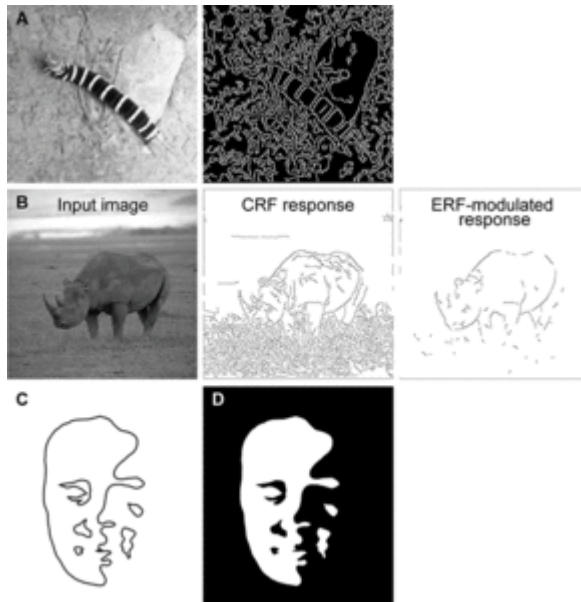 A
B
Input image
CRF response
ERF-modulated
response
C
D